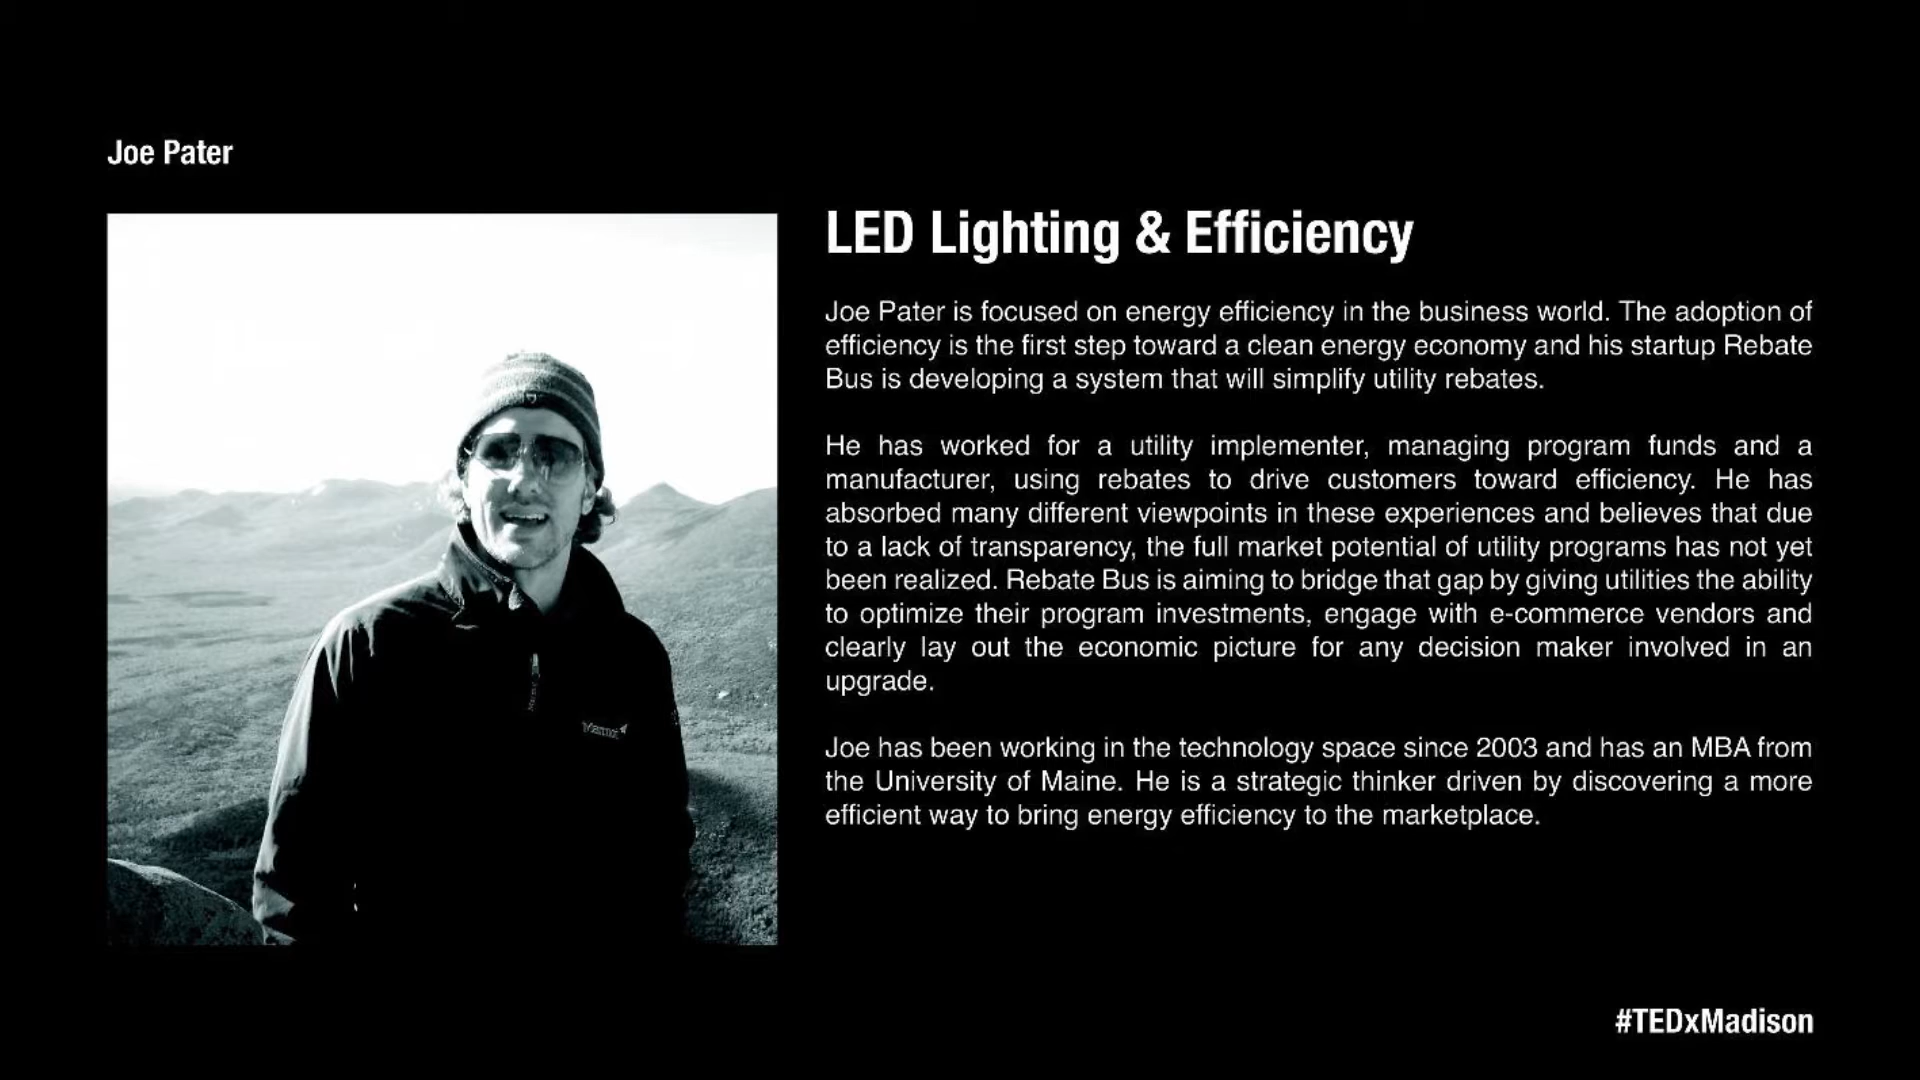 Joe Pater
LED Lighting & Efficiency
Joe Pater is focused on energy efficiency in the business world. The adoption of
efficiency is the first step toward a clean energy economy and his startup Rebate
Bus is developing a system that will simplify utility rebates.
He has worked for a utility implementer, managing program funds and a
manufacturer, using rebates to drive customers toward efficiency. He has
absorbed many different viewpoints in these experiences and believes that due
to a lack of transparency, the full market potential of utility programs has not yet
been realized. Rebate Bus is aiming to bridge that gap by giving utilities the ability
to optimize their program investments, engage with e-commerce vendors and
clearly lay out the economic picture for any decision maker involved in an
upgrade.
Marmot
Joe has been working in the technology space since 2003 and has an MBA from
the University of Maine. He is a strategic thinker driven by discovering a more
efficient way to bring energy efficiency to the marketplace.
#TEDxMadison